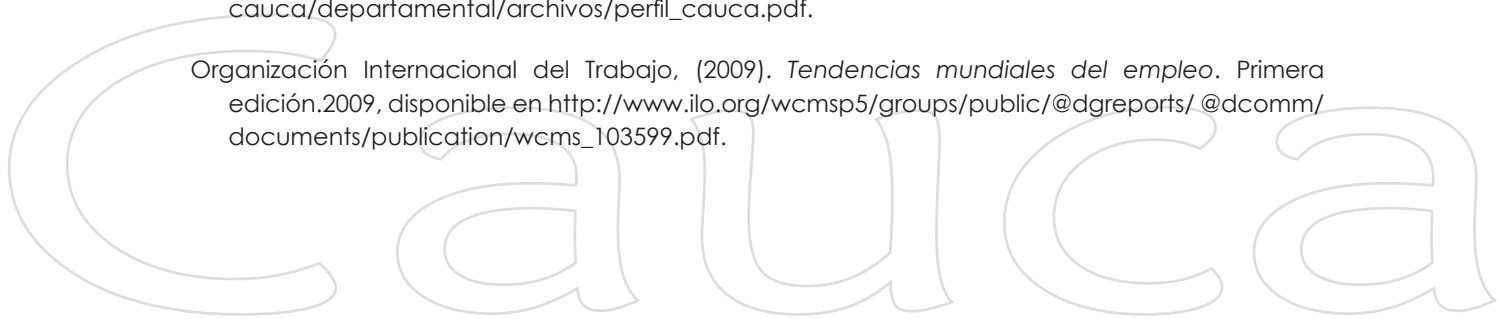 cauca/departamental/archivos/perfil_cauca.pdf.
Organización Internacional del Trabajo, (2009). Tendencias mundiales del empleo. Primera
edición.2009, disponible en http://www.ilo.org/wcmsp5/groups/public/@dgreports/ @dcomm/
documents/publication/wcms_103599.pdf.
Cauca